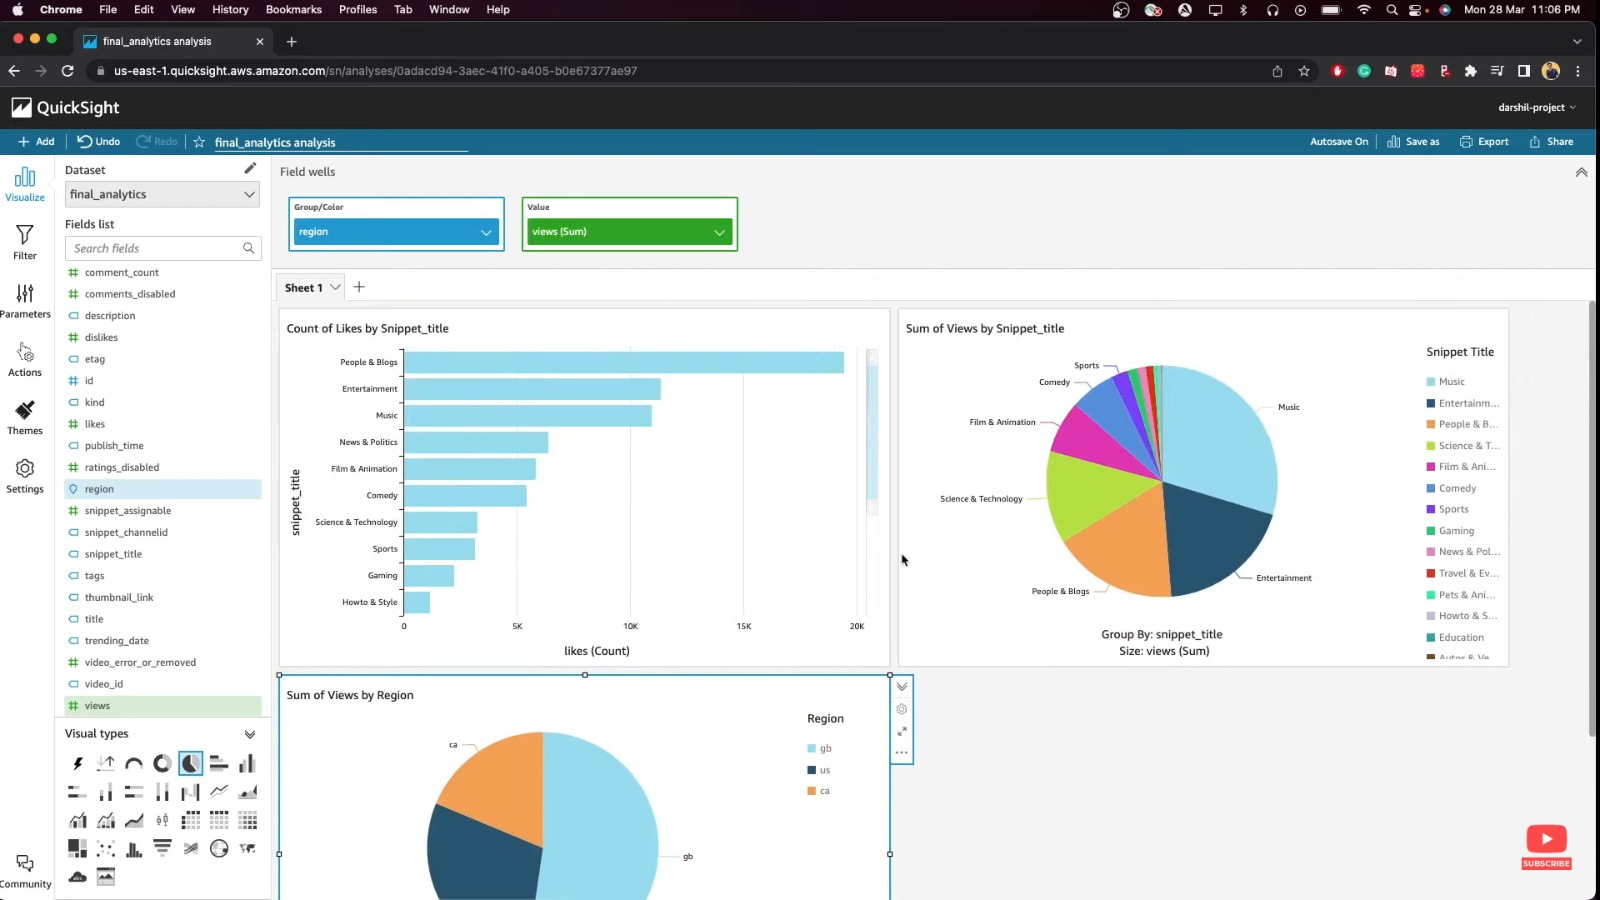 Chrome File Edit View History Bookmarks Profiles Tab Window Help Mon 28 Mar 11:06 PM
final_analytics analysis
us-east-1.quicksight.aws.amazon.com/sn/analyses/0adacd94-3aec-41f0-a405-b0e67377ae97
QuickSight darshil-project
Add Undo Redo final_analytics analysis Autosave On Save as Export Share
Visualize
Filter
Parameters
Actions
Themes
Settings
Community
Dataset
final_analytics
Fields list
Search fields
comment_count
comments_disabled
description
dislikes
etag
id
kind
likes
publish_time
ratings_disabled
region
snippet_assignable
snippet_channelid
snippet_title
tags
thumbnail_link
title
trending_date
video_error_or_removed
video_id
views
Visual types
abc
Field wells
Group/Color
region
Value
views (Sum)
Sheet 1
Count of Likes by Snippet_title
snippet_title
People & Blogs
Entertainment
Music
News & Politics
Film & Animation
Comedy
Science & Technology
Sports
Gaming
Howto & Style
0 5K 10K 15K 20K
likes (Count)
Sum of Views by Snippet_title
Sports
Comedy
Film & Animation
Science & Technology
People & Blogs
Music
Entertainment
Group By: snippet_title
Size: views (Sum)
Snippet Title
Music
Entertainm...
People & B...
Science & T...
Film & Ani...
Comedy
Sports
Gaming
News & Pol...
Travel & Ev...
Pets & Ani...
Howto & S...
Education
Autos & Ve...
Sum of Views by Region
ca
gb
Region
gb
us
ca
SUBSCRIBE